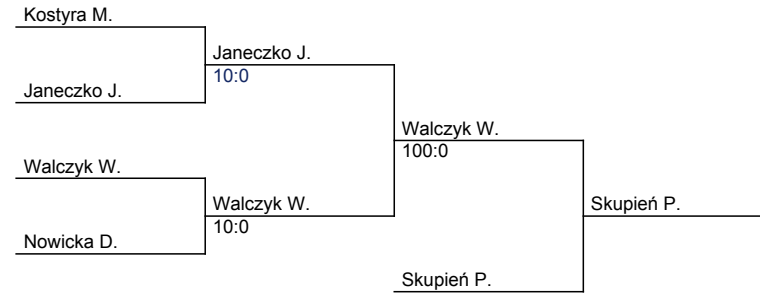 Kostyra M.
Janeczko J.
10:0
Janeczko J.
Walczyk W.
100:0
Walczyk W.
Walczyk W.
10:0
Skupień P.
Nowicka D.
Skupień P.